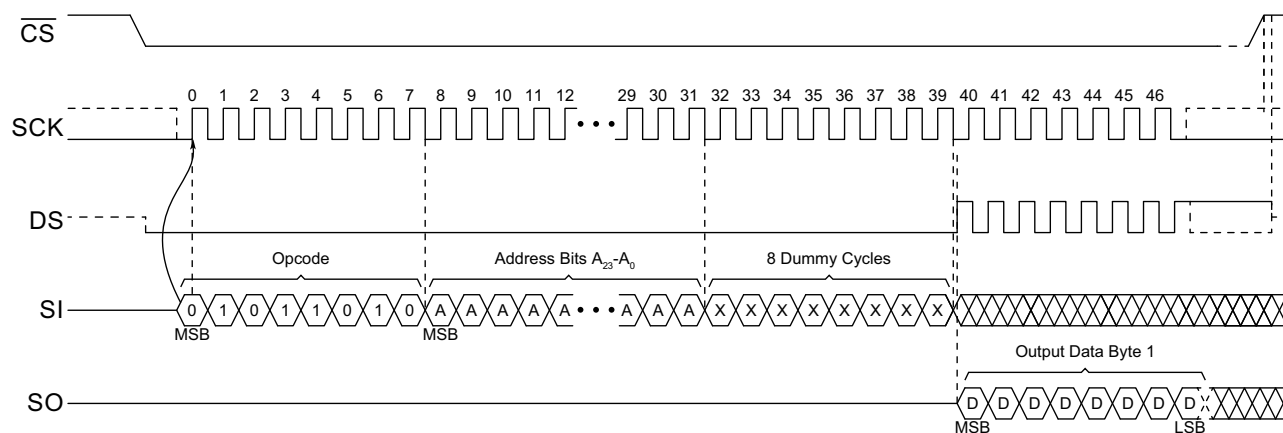 CS
0 1 2 3 4 5 6 7 8 9 10 11 12 29 30 31 32 33 34 35 36 37 38 39 40 41 42 43 44 45 46
SCK
DS
Opcode Address Bits A23-A0 8 Dummy Cycles
SI 0 1 0 1 1 0 1 0 A A A A A A A A X X X X X X X X
MSB MSB
Output Data Byte 1
SO D D D D D D D D
MSB LSB